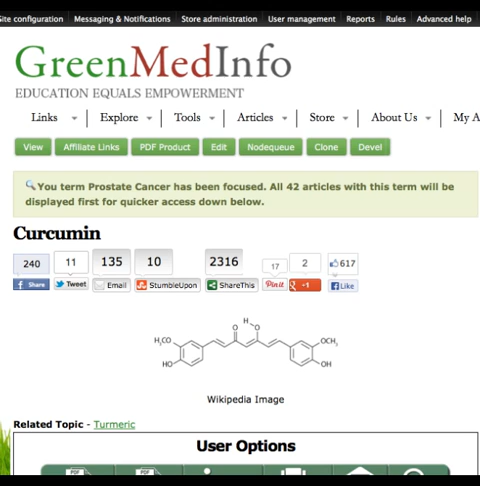 Site configuration Messaging & Notifications Store administration User management Reports Rules Advanced help
GreenMedInfo
EDUCATION EQUALS EMPOWERMENT
Links Explore Tools Articles Store About Us My A
View Affiliate Links PDF Product Edit Nodequeue Clone Devel
You term Prostate Cancer has been focused. All 42 articles with this term will be
displayed first for quicker access down below.
Curcumin
240 11 135 10 2316 17 2 617
Share Tweet Email StumbleUpon ShareThis Pin it +1 Like
H
O O
H₃CO OCH₃
HO OH
Wikipedia Image
Related Topic - Turmeric
User Options
PDF PDF